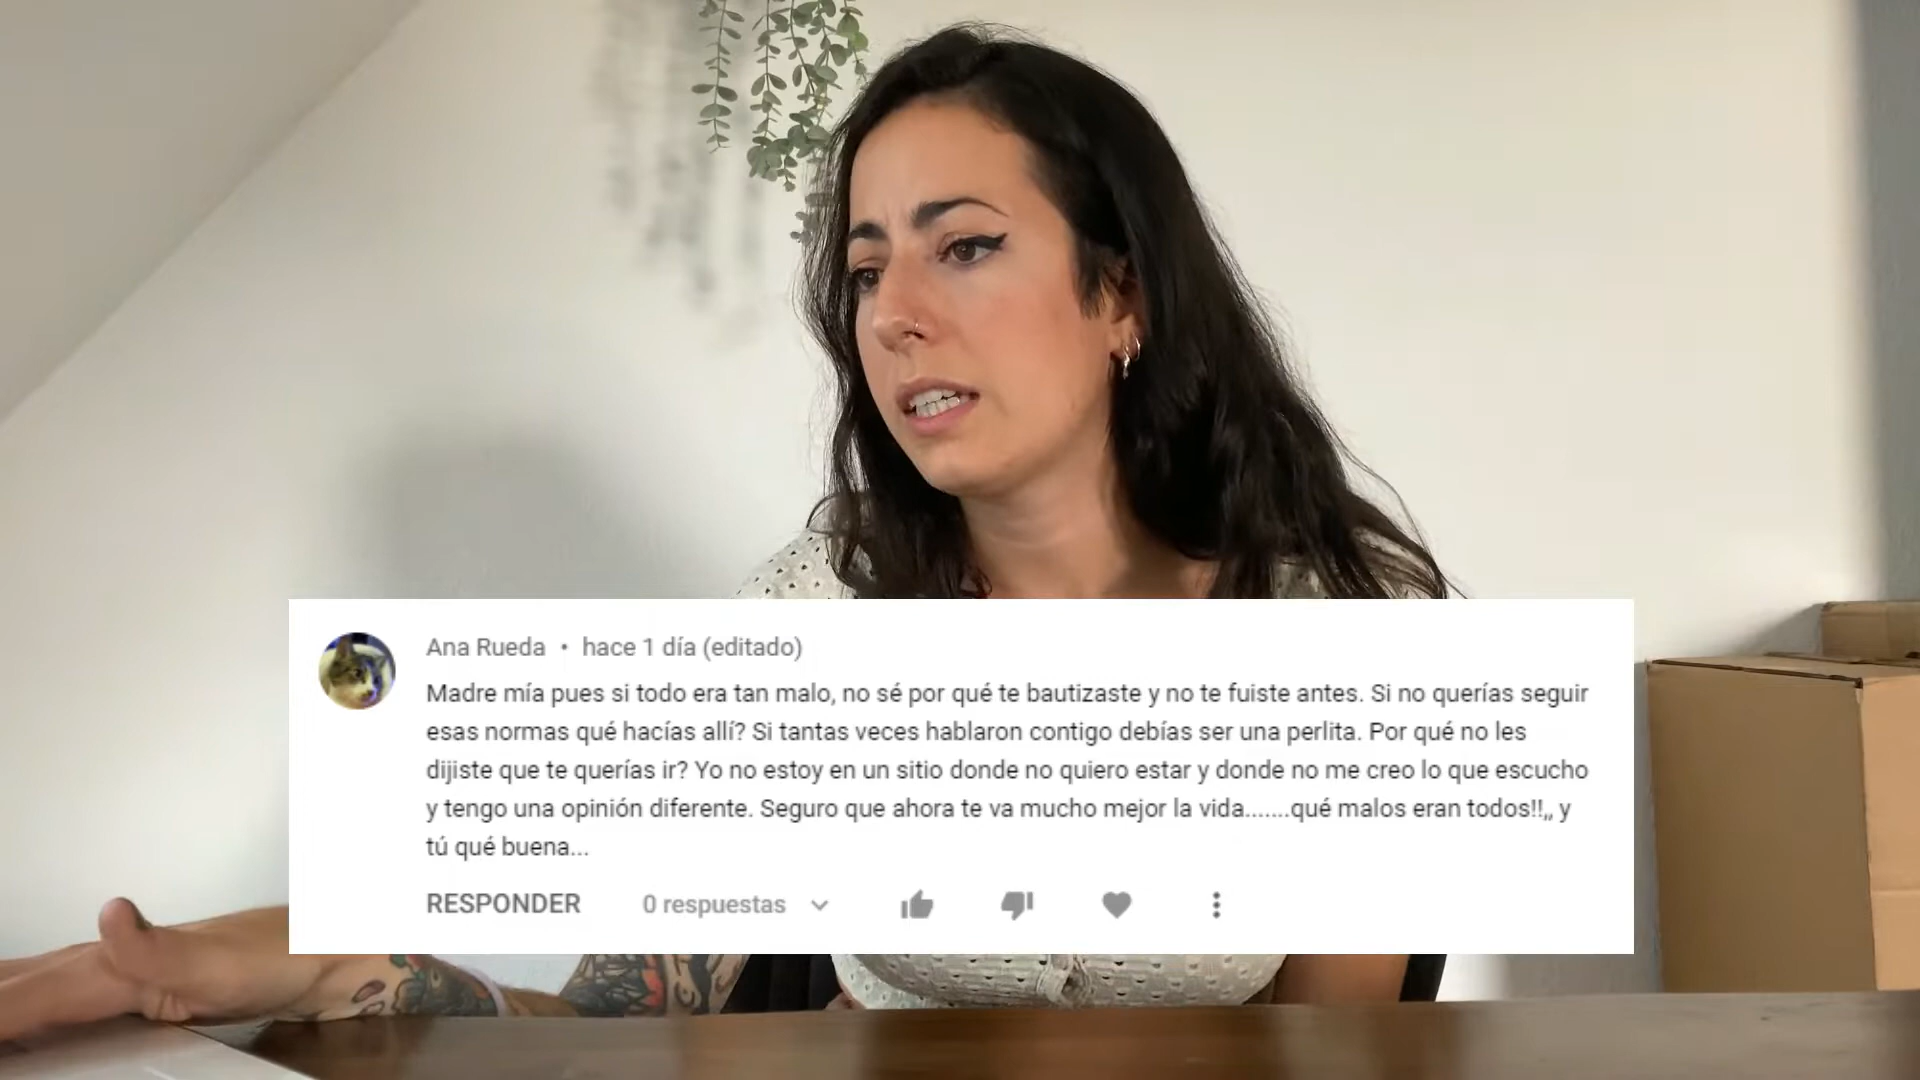 Ana Rueda • hace 1 día (editado)
Madre mía pues si todo era tan malo, no sé por qué te bautizaste y no te fuiste antes. Si no querías seguir
esas normas qué hacías allí? Si tantas veces hablaron contigo debías ser una perlita. Por qué no les
dijiste que te querías ir? Yo no estoy en un sitio donde no quiero estar y donde no me creo lo que escucho
y tengo una opinión diferente. Seguro que ahora te va mucho mejor la vida.......qué malos eran todos!!,, y
tú qué buena...
RESPONDER 0 respuestas